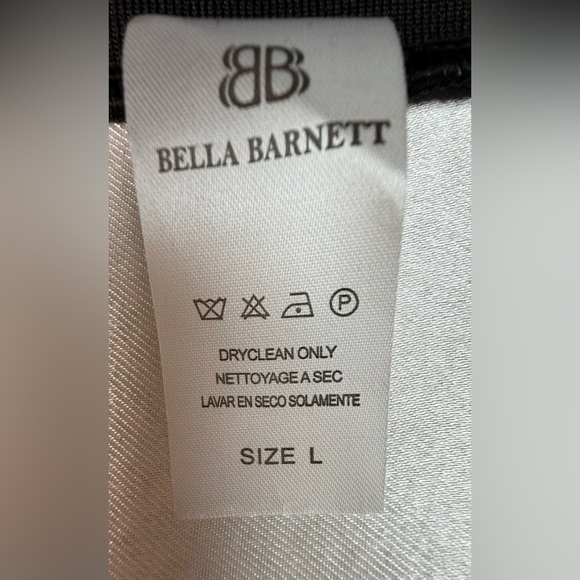 BB
BELLA BARNETT
P
DRYCLEAN ONLY
NETTOYAGE A SEC
LAVAR EN SECO SOLAMENTE
SIZE L